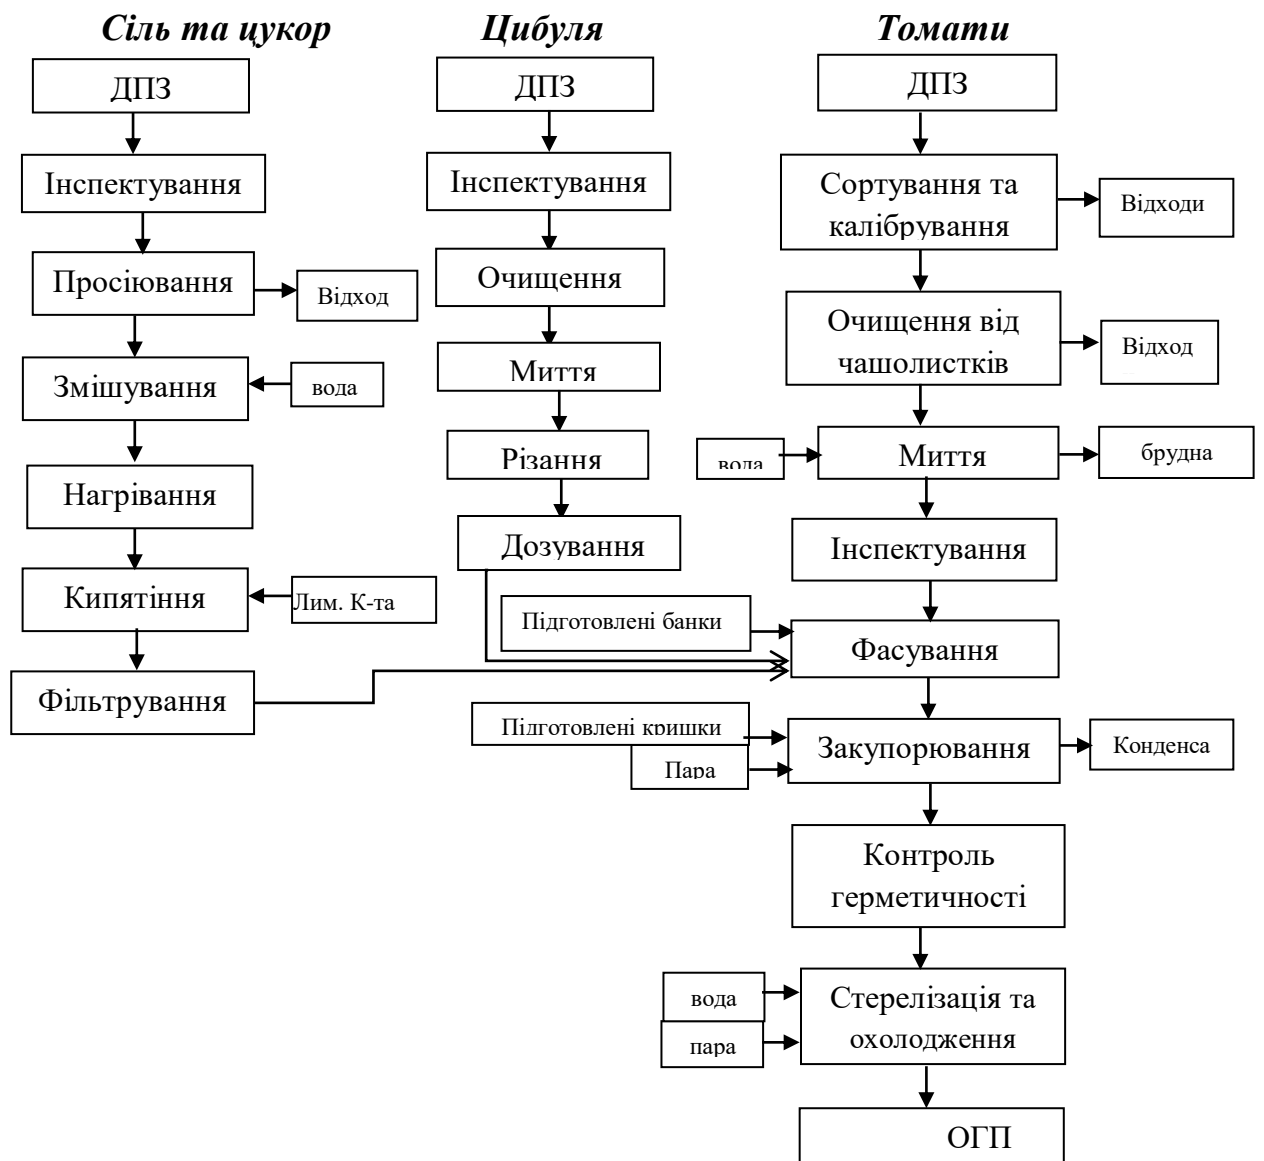 Сіль та цукор
ДПЗ
Інспектування
Просіювання
Відход
Змішування
вода
Нагрівання
Кипятіння
Лим. К-та
Фільтрування
Цибуля
ДПЗ
Інспектування
Очищення
Миття
Різання
Дозування
Томати
ДПЗ
Сортування та
калібрування
Відходи
Очищення від
чашолистків
Відход
вода
Миття
брудна
Інспектування
Підготовлені банки
Фасування
Підготовлені кришки
Пара
Закупорювання
Конденса
Контроль
герметичності
вода
пара
Стерелізація та
охолодження
ОГП